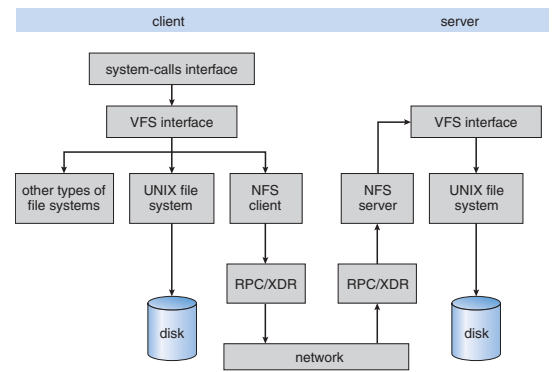 client
server
system-calls interface
VFS interface
VFS interface
other types of
file systems
UNIX file
system
NFS
client
NFS
server
UNIX file
system
RPC/XDR
RPC/XDR
disk
disk
network